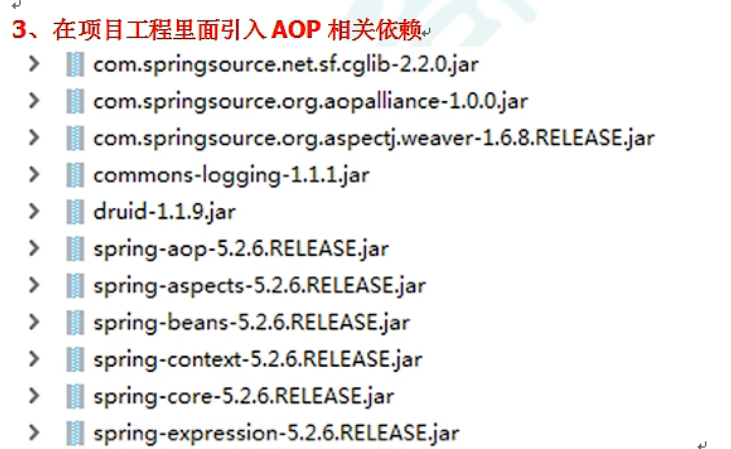 3、在项目工程里面引入 AOP 相关依赖
com.springsource.net.sf.cglib-2.2.0.jar
com.springsource.org.aopalliance-1.0.0.jar
com.springsource.org.aspectj.weaver-1.6.8.RELEASE.jar
commons-logging-1.1.1.jar
druid-1.1.9.jar
spring-aop-5.2.6.RELEASE.jar
spring-aspects-5.2.6.RELEASE.jar
spring-beans-5.2.6.RELEASE.jar
spring-context-5.2.6.RELEASE.jar
spring-core-5.2.6.RELEASE.jar
spring-expression-5.2.6.RELEASE.jar